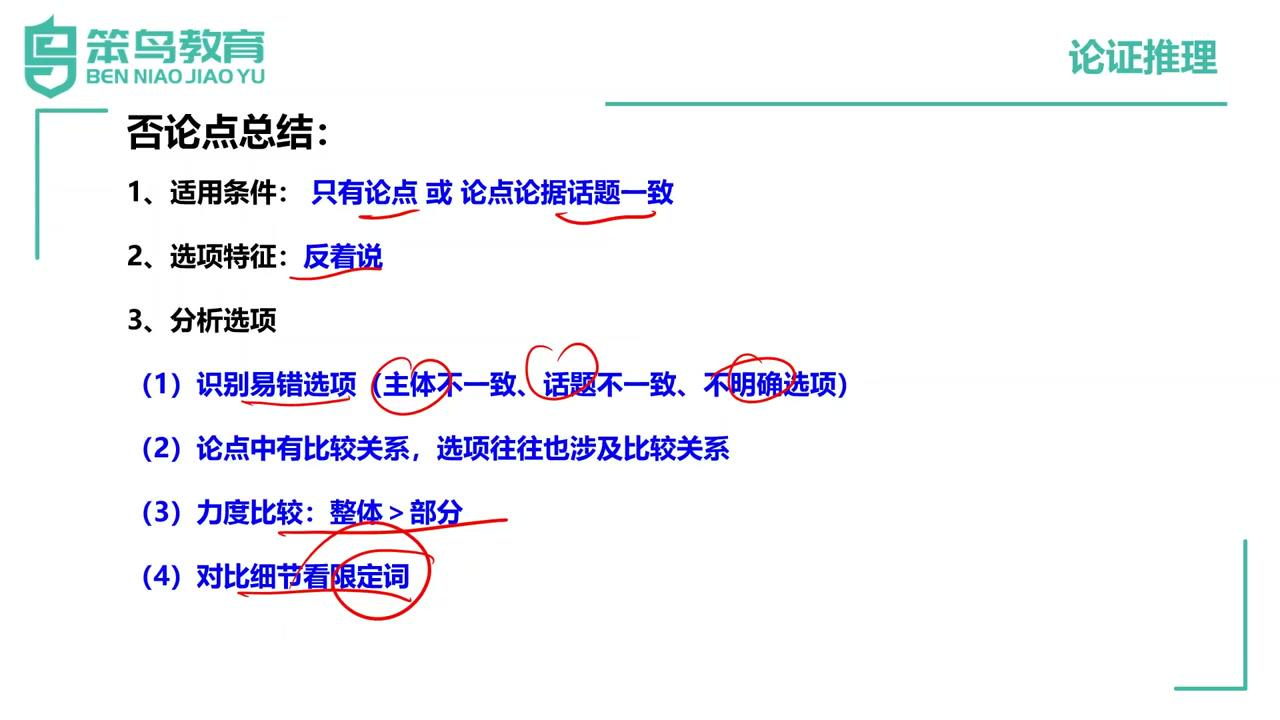 笨鸟教育
BEN NIAO JIAO YU
论证推理
否论点总结：
1、适用条件： 只有论点 或 论点论据话题一致
2、选项特征：反着说
3、分析选项
（1）识别易错选项（主体不一致、话题不一致、不明确选项）
（2）论点中有比较关系，选项往往也涉及比较关系
（3）力度比较：整体＞部分
（4）对比细节看限定词